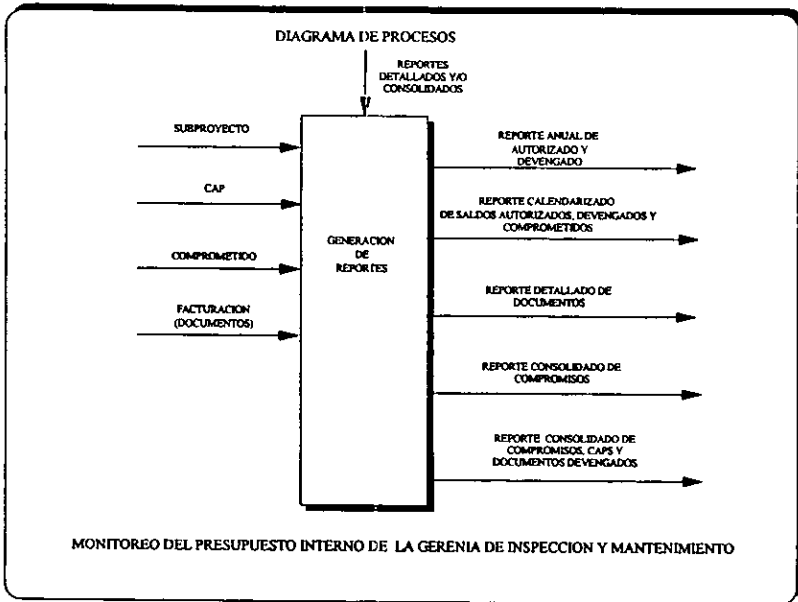 DIAGRAMA DE PROCESOS
REPORTES
DETALLADOS Y/O
CONSOLIDADOS
SUBPROYECTO
CAP
COMPROMETIDO
FACTURACION
(DOCUMENTOS)
GENERACION
DE
REPORTES
REPORTE ANUAL DE
AUTORIZADO Y
DEVENGADO
REPORTE CALENDARIZADO
DE SALDOS AUTORIZADOS, DEVENGADOS Y
COMPROMETIDOS
REPORTE DETALLADO DE
DOCUMENTOS
REPORTE CONSOLIDADO DE
COMPROMISOS
REPORTE CONSOLIDADO DE
COMPROMISOS, CAPS Y
DOCUMENTOS DEVENGADOS
MONITOREO DEL PRESUPUESTO INTERNO DE LA GERENIA DE INSPECCION Y MANTENIMIENTO